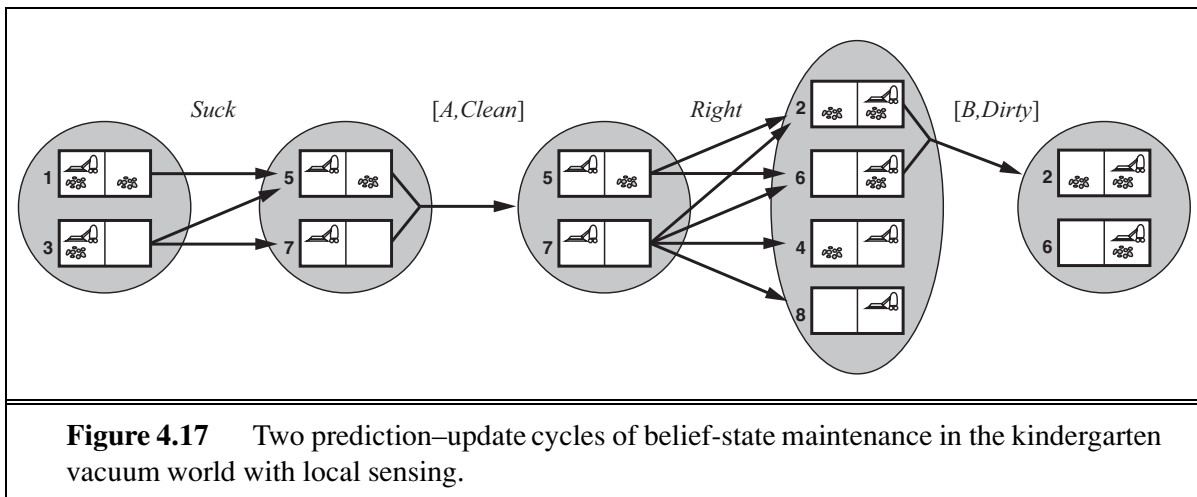 Suck
[A,Clean]
Right
[B,Dirty]
1
3
5
7
5
7
2
6
4
8
2
6
Figure 4.17 Two prediction–update cycles of belief-state maintenance in the kindergarten
vacuum world with local sensing.